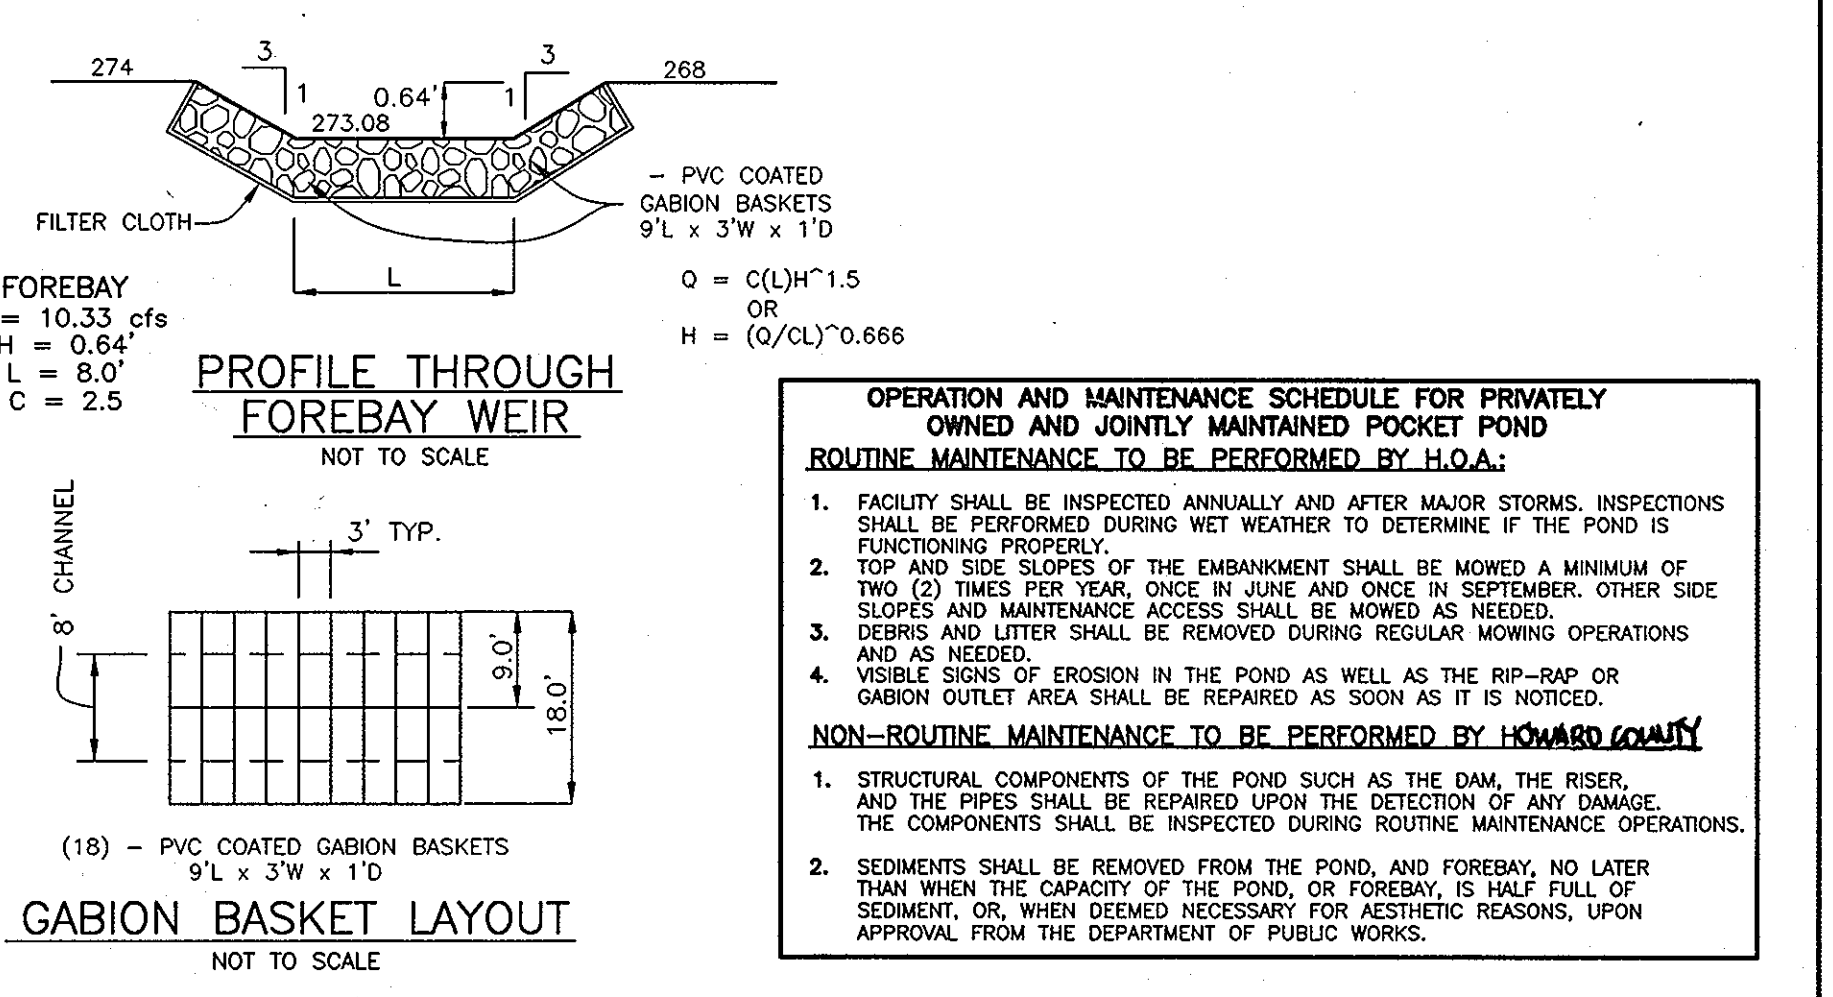 274
3
1
0.64'
273.08
1
3
268
FILTER CLOTH
- PVC COATED
GABION BASKETS
9'L x 3'W x 1'D
L
Q = C(L)H^1.5
OR
H = (Q/CL)^0.666
FOREBAY
= 10.33 cfs
H = 0.64'
L = 8.0'
C = 2.5
PROFILE THROUGH
FOREBAY WEIR
NOT TO SCALE
8' CHANNEL
3' TYP.
9.0'
18.0'
(18) - PVC COATED GABION BASKETS
9'L x 3'W x 1'D
GABION BASKET LAYOUT
NOT TO SCALE
OPERATION AND MAINTENANCE SCHEDULE FOR PRIVATELY
OWNED AND JOINTLY MAINTAINED POCKET POND
ROUTINE MAINTENANCE TO BE PERFORMED BY H.O.A.:
1. FACILITY SHALL BE INSPECTED ANNUALLY AND AFTER MAJOR STORMS. INSPECTIONS
SHALL BE PERFORMED DURING WET WEATHER TO DETERMINE IF THE POND IS
FUNCTIONING PROPERLY.
2. TOP AND SIDE SLOPES OF THE EMBANKMENT SHALL BE MOWED A MINIMUM OF
TWO (2) TIMES PER YEAR, ONCE IN JUNE AND ONCE IN SEPTEMBER. OTHER SIDE
SLOPES AND MAINTENANCE ACCESS SHALL BE MOWED AS NEEDED.
3. DEBRIS AND LITTER SHALL BE REMOVED DURING REGULAR MOWING OPERATIONS
AND AS NEEDED.
4. VISIBLE SIGNS OF EROSION IN THE POND AS WELL AS THE RIP-RAP OR
GABION OUTLET AREA SHALL BE REPAIRED AS SOON AS IT IS NOTICED.
NON-ROUTINE MAINTENANCE TO BE PERFORMED BY HOWARD COUNTY
1. STRUCTURAL COMPONENTS OF THE POND SUCH AS THE DAM, THE RISER,
AND THE PIPES SHALL BE REPAIRED UPON THE DETECTION OF ANY DAMAGE.
THE COMPONENTS SHALL BE INSPECTED DURING ROUTINE MAINTENANCE OPERATIONS.
2. SEDIMENTS SHALL BE REMOVED FROM THE POND, AND FOREBAY, NO LATER
THAN WHEN THE CAPACITY OF THE POND, OR FOREBAY, IS HALF FULL OF
SEDIMENT, OR, WHEN DEEMED NECESSARY FOR AESTHETIC REASONS, UPON
APPROVAL FROM THE DEPARTMENT OF PUBLIC WORKS.